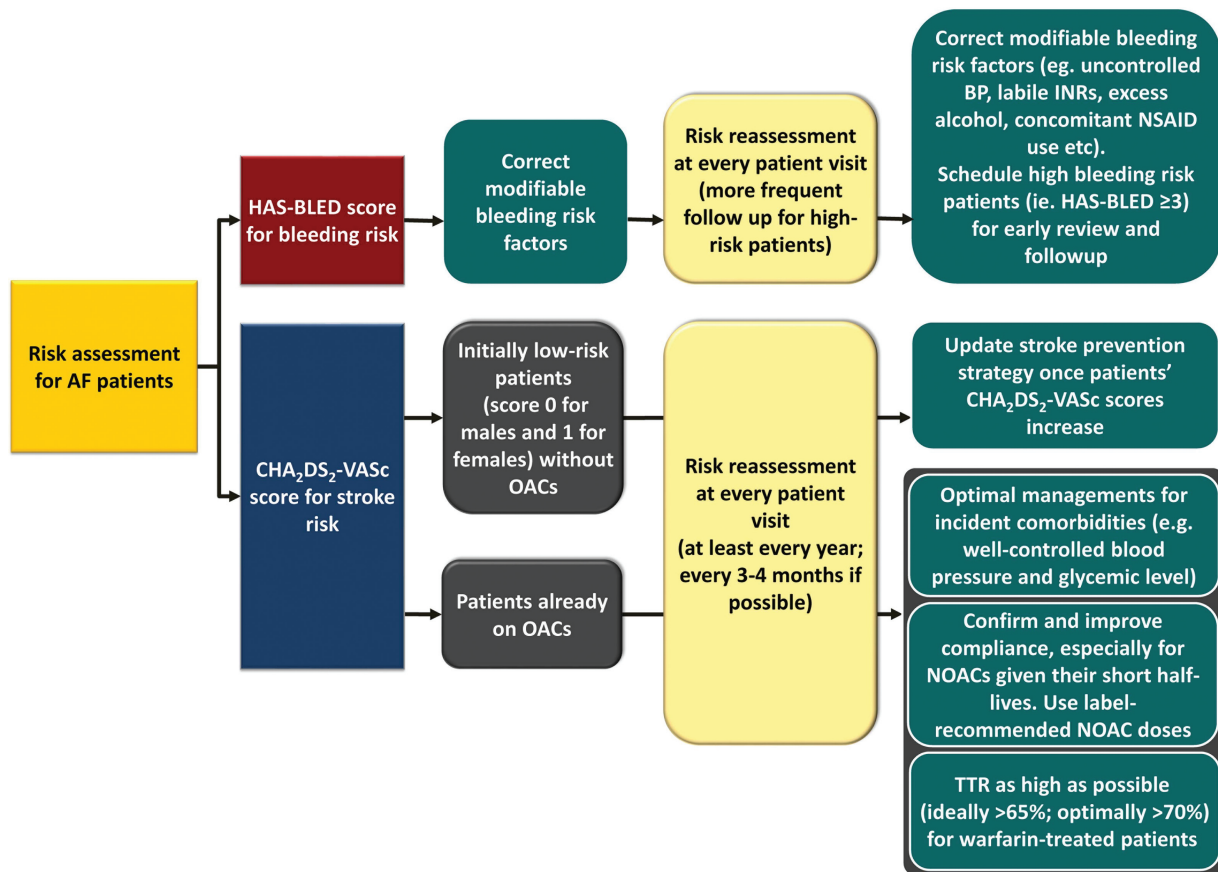 Risk assessment
for AF patients
HAS-BLED score
for bleeding risk
Correct
modifiable
bleeding risk
factors
Risk reassessment
at every patient visit
(more frequent
follow up for high-
risk patients)
Correct modifiable bleeding
risk factors (eg. uncontrolled
BP, labile INRs, excess
alcohol, concomitant NSAID
use etc).
Schedule high bleeding risk
patients (ie. HAS-BLED ≥3)
for early review and
followup
CHA₂DS₂-VASc
score for stroke
risk
Initially low-risk
patients
(score 0 for
males and 1 for
females) without
OACs
Patients already
on OACs
Risk reassessment
at every patient
visit
(at least every year;
every 3-4 months if
possible)
Update stroke prevention
strategy once patients’
CHA₂DS₂-VASc scores
increase
Optimal managements for
incident comorbidities (e.g.
well-controlled blood
pressure and glycemic level)
Confirm and improve
compliance, especially for
NOACs given their short half-
lives. Use label-
recommended NOAC doses
TTR as high as possible
(ideally >65%; optimally >70%)
for warfarin-treated patients